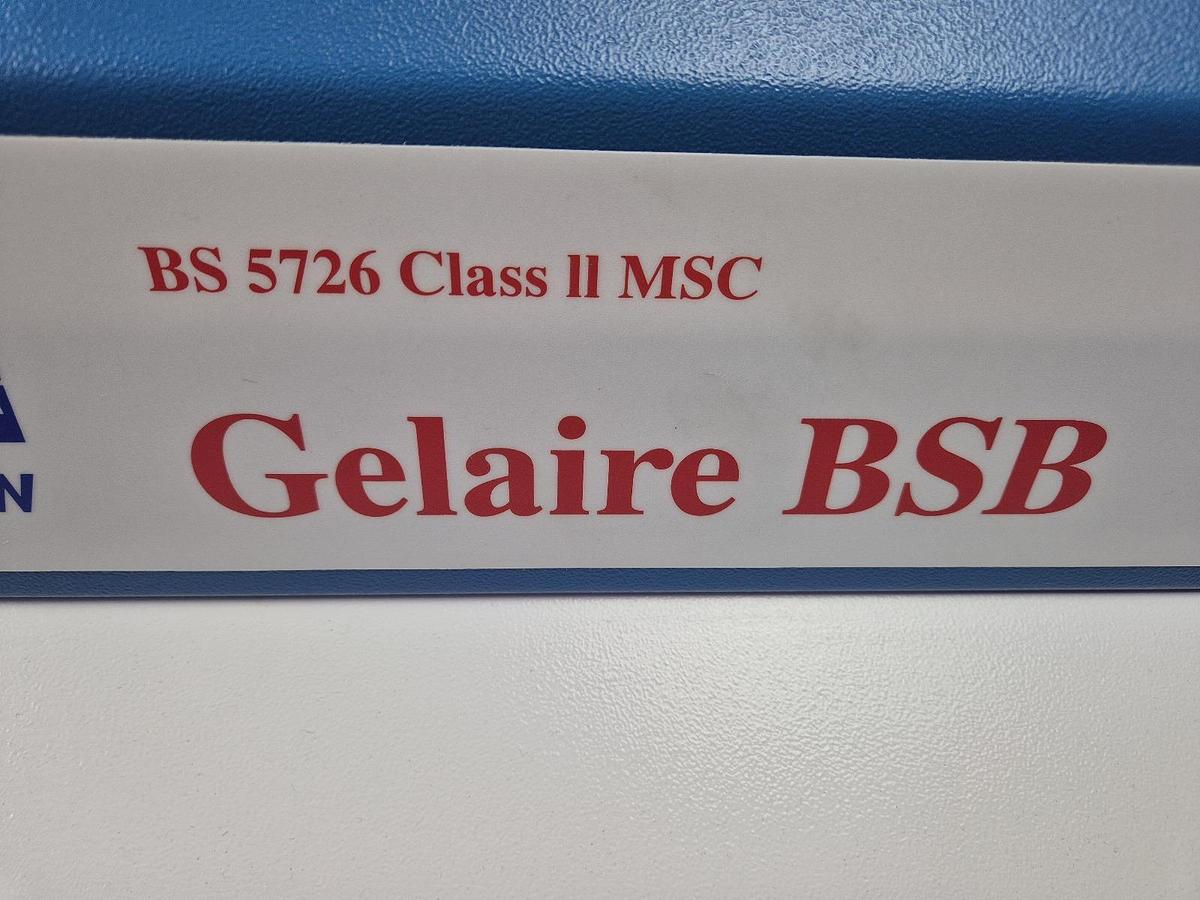 BS 5726 Class ll MSC
Gelaire BSB